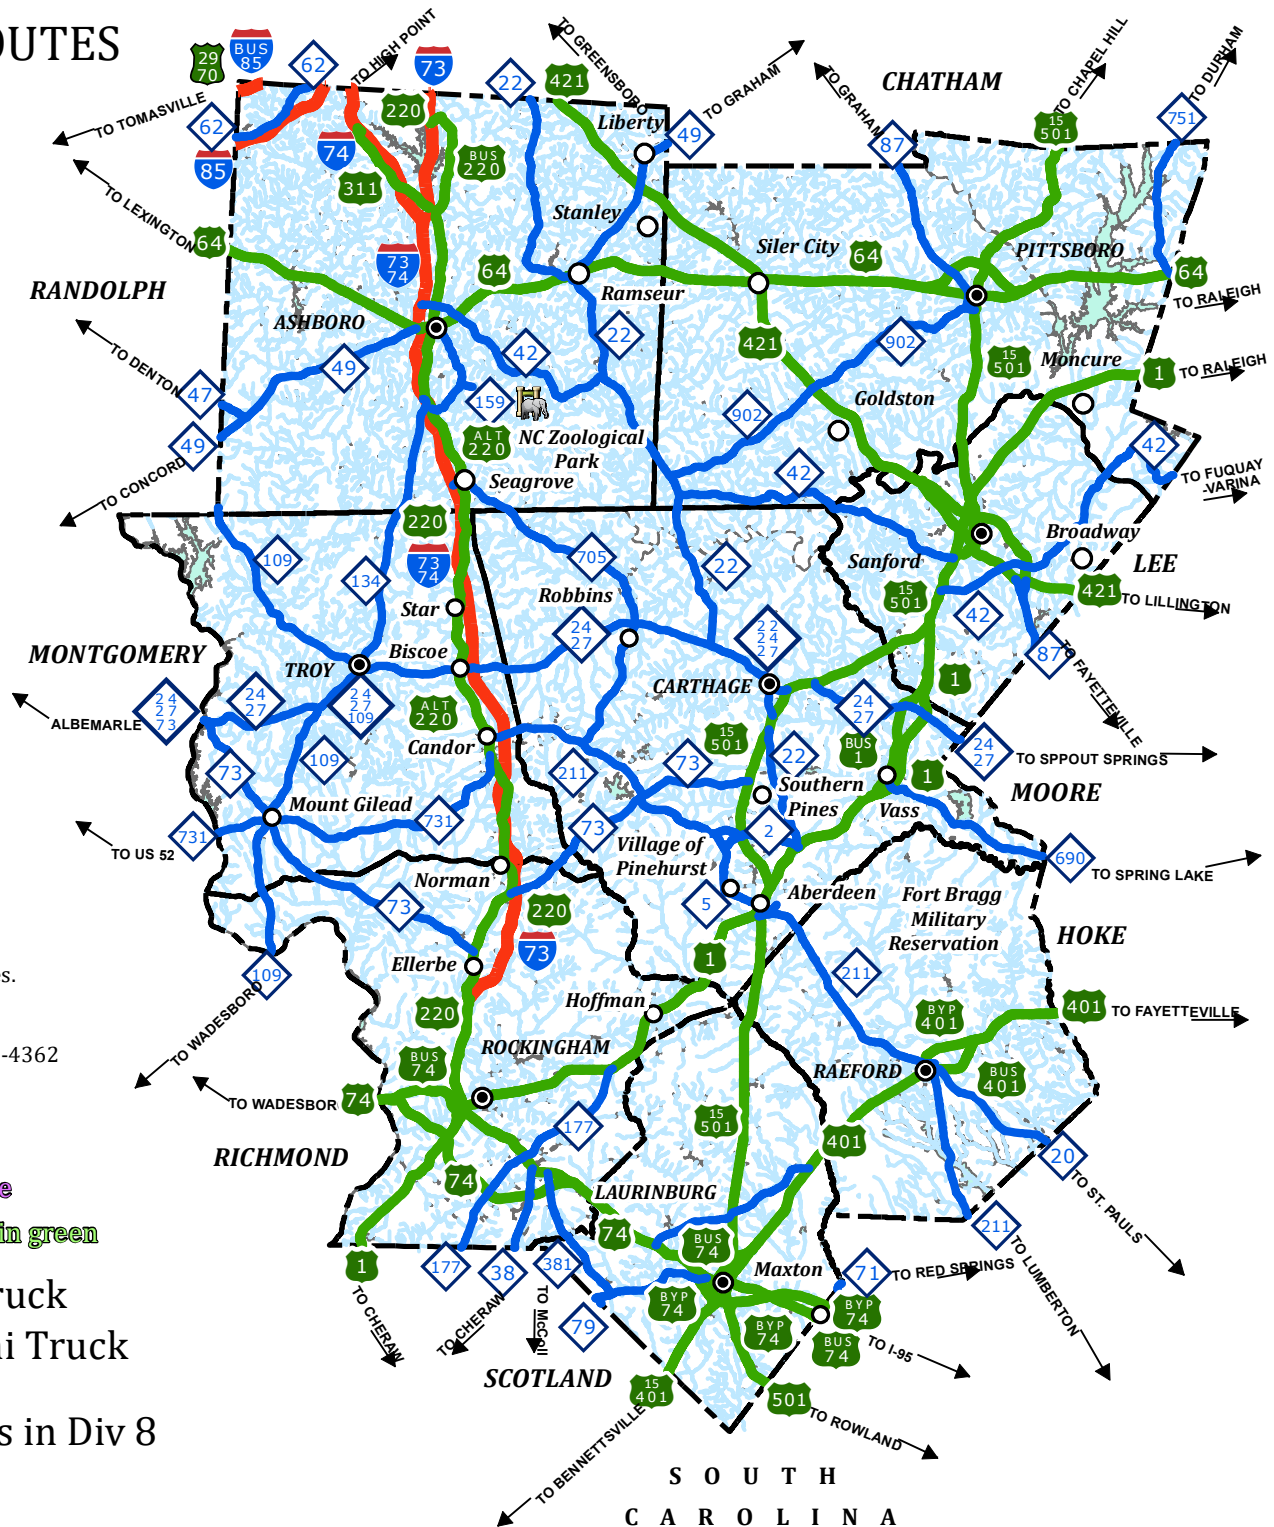 OUTES
29
70
BUS
85
62
TO HIGH POINT
73
22
421
TO GREENSBORO
TO GRAHAM
TO GRAHAM
CHATHAM
TO CHAPEL HILL
TO DURHAM
751
15
501
TO TOMASVILLE
62
85
74
220
BUS
220
Liberty
49
87
311
TO LEXINGTON
64
Stanley
Siler City
64
PITTSBORO
64
73
74
64
Ramseur
TO RALEIGH
RANDOLPH
ASHBORO
22
421
902
15
501
Moncure
1
TO RALEIGH
TO DENTON
49
42
47
159
902
Goldston
49
ALT
220
NC Zoological
Park
42
42
TO FUQUAY
-VARINA
TO CONCORD
Seagrove
220
Broadway
109
73
74
705
22
Sanford
LEE
134
15
501
421
TO LILLINGTON
Star
Robbins
42
24
27
22
24
27
MONTGOMERY
TROY
Biscoe
87
TO FAYETTEVILLE
CARTHAGE
1
24
27
73
24
27
24
27
109
ALT
220
24
27
ALBEMARLE
Candor
15
501
22
BUS
1
24
27
TO SPPOUT SPRINGS
73
109
211
73
1
MOORE
Mount Gilead
Southern
Pines
Vass
731
731
73
2
TO US 52
Village of
Pinehurst
690
TO SPRING LAKE
Norman
73
220
5
Aberdeen
Fort Bragg
Military
Reservation
HOKE
73
1
Ellerbe
109
211
es.
Hoffman
220
BYP
401
401
TO FAYETTEVILLE
TO WADESBORO
-4362
ROCKINGHAM
BUS
74
RAEFORD
BUS
401
TO WADESBOR
74
15
501
177
401
RICHMOND
20
TO ST. PAULS
74
LAURINBURG
e
in green
74
BUS
74
211
TO LUMBERTON
1
177
38
381
Maxton
71
TO RED SPRINGS
ruck
TO CHERAW
TO CHERAW
TO McColl
79
BYP
74
BYP
74
BYP
74
BUS
74
TO I-95
ni Truck
SCOTLAND
15
401
501
TO ROWLAND
s in Div 8
TO BENNETTSVILLE
SOUTH
CAROLINA